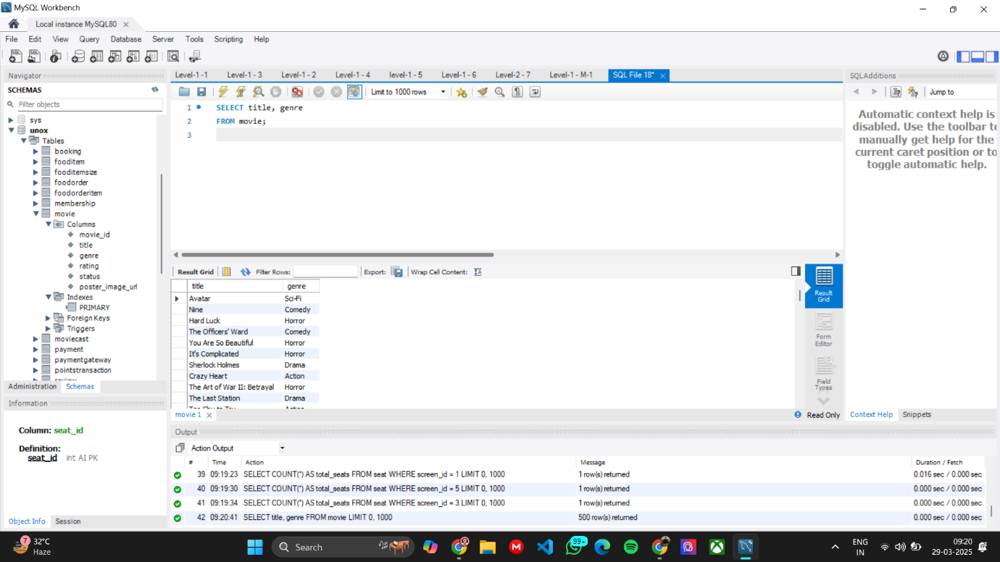 MySQL Workbench
Local instance MySQL80
File Edit View Query Database Server Tools Scripting Help
Navigator
SCHEMAS
Filter objects
sys
unox
Tables
booking
fooditem
fooditemsize
foodorder
foodorderitem
membership
movie
Columns
movie_id
title
genre
rating
status
poster_image_url
Indexes
PRIMARY
Foreign Keys
Triggers
moviecast
payment
paymentgateway
pointstransaction
review
Administration Schemas
Information
Column: seat_id
Definition:
seat_id int AI PK
Object Info Session
Level-1 -1 Level-1 - 3 Level-1 - 2 Level-1 - 4 level-1 - 5 Level-1 - 6 Level-2 - 7 Level-1 - M-1 SQL File 18*
Limit to 1000 rows
1 SELECT title, genre
2 FROM movie;
3
Result Grid Filter Rows: Export: Wrap Cell Content:
title genre
Avatar Sci-Fi
Nine Comedy
Hard Luck Horror
The Officers' Ward Comedy
You Are So Beautiful Horror
It's Complicated Horror
Sherlock Holmes Drama
Crazy Heart Action
The Art of War II: Betrayal Horror
The Last Station Drama
Result Grid
Form Editor
Field Types
movie 1
Read Only
SQLAdditions
Jump to
Automatic context help is
disabled. Use the toolbar to
manually get help for the
current caret position or to
toggle automatic help.
Context Help Snippets
Output
Action Output
# Time Action Message Duration / Fetch
39 09:19:23 SELECT COUNT(*) AS total_seats FROM seat WHERE screen_id = 1 LIMIT 0, 1000 1 row(s) returned 0.016 sec / 0.000 sec
40 09:19:30 SELECT COUNT(*) AS total_seats FROM seat WHERE screen_id = 5 LIMIT 0, 1000 1 row(s) returned 0.000 sec / 0.000 sec
41 09:19:34 SELECT COUNT(*) AS total_seats FROM seat WHERE screen_id = 3 LIMIT 0, 1000 1 row(s) returned 0.000 sec / 0.000 sec
42 09:20:41 SELECT title, genre FROM movie LIMIT 0, 1000 500 row(s) returned 0.000 sec / 0.000 sec
7
32°C
Haze
Search
99+
ENG
IN
09:20
29-03-2025